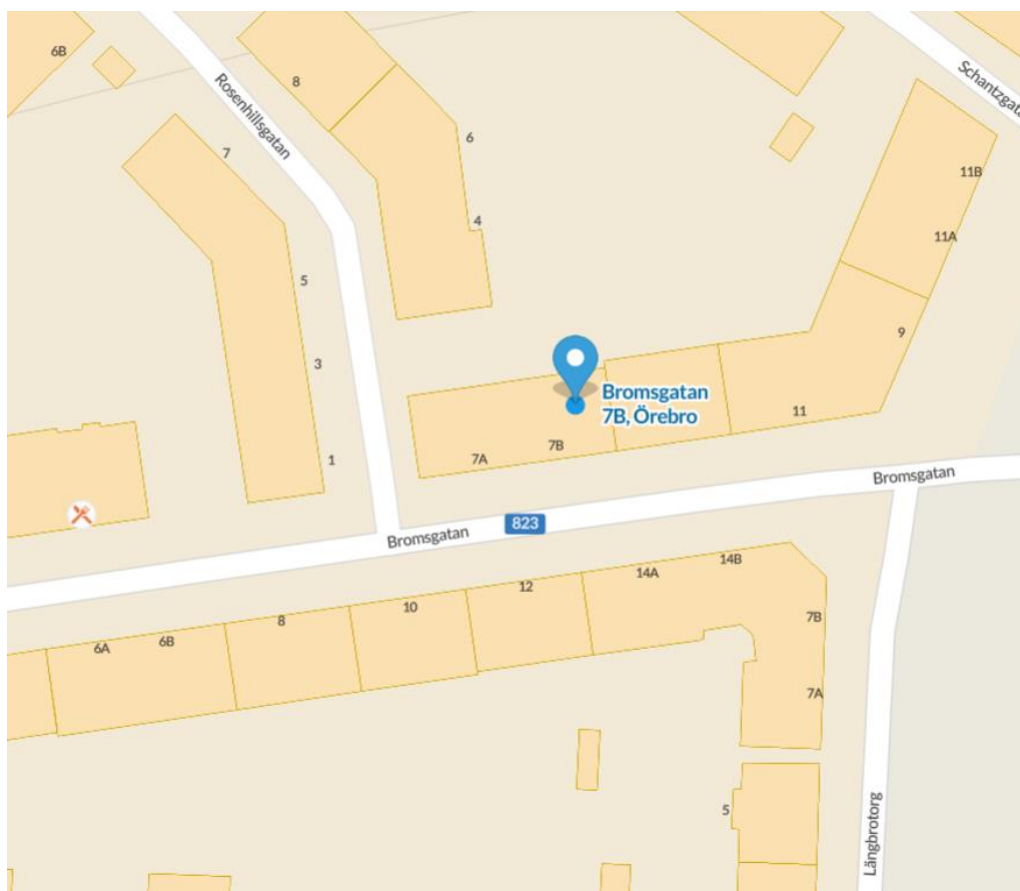 6B
8
Rosenhillsgatan
7
6
4
5
3
1
Schantzgata
11B
11A
9
11
Bromsgatan
7B, Örebro
7B
7A
Bromsgatan
823
Bromsgatan
6A
6B
8
10
12
14A
14B
7B
7A
5
Längbrotorg